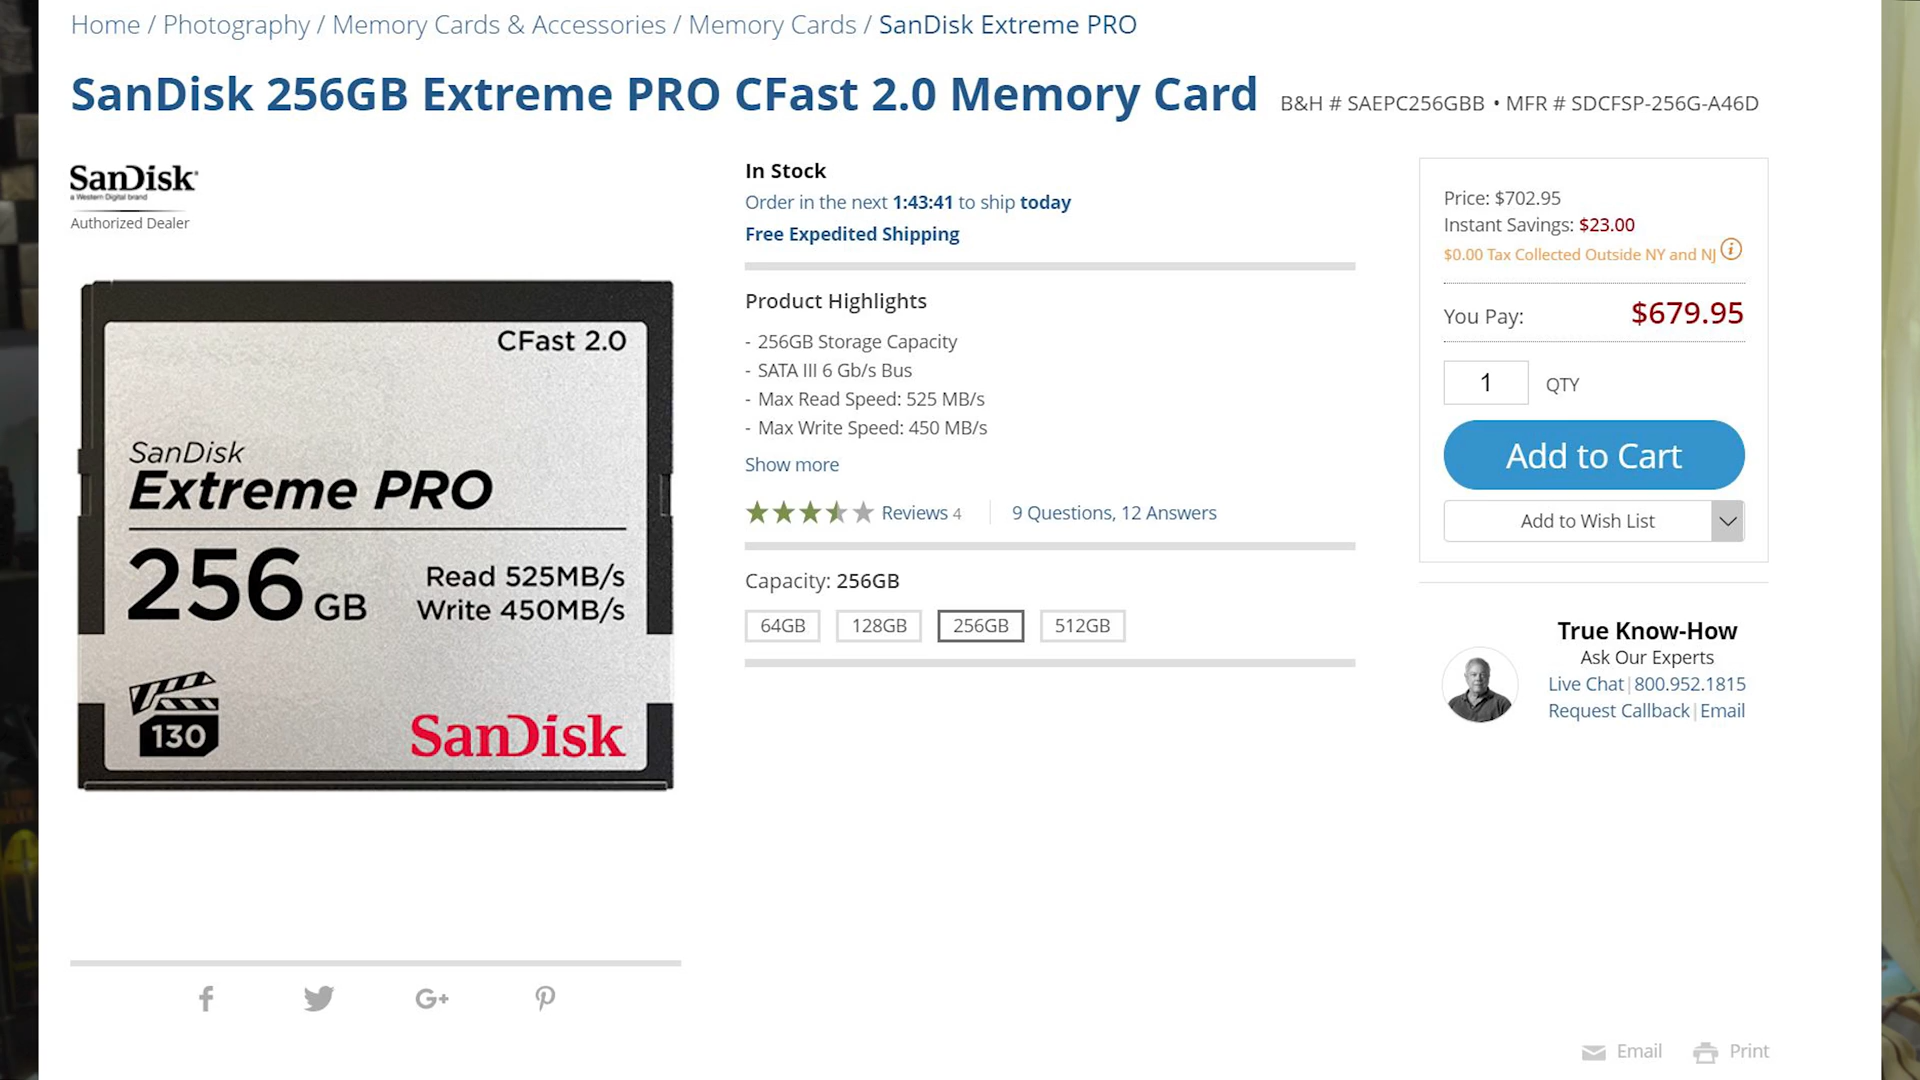 Home / Photography / Memory Cards & Accessories / Memory Cards / SanDisk Extreme PRO
SanDisk 256GB Extreme PRO CFast 2.0 Memory Card B&H # SAEPC256GBB • MFR # SDCFSP-256G-A46D
SanDisk®
a Western Digital brand
Authorized Dealer
CFast 2.0
SanDisk
Extreme PRO
256 GB
Read 525MB/s
Write 450MB/s
130
SanDisk
In Stock
Order in the next 1:43:41 to ship today
Free Expedited Shipping
Product Highlights
- 256GB Storage Capacity
- SATA III 6 Gb/s Bus
- Max Read Speed: 525 MB/s
- Max Write Speed: 450 MB/s
Show more
Reviews 4 9 Questions, 12 Answers
Capacity: 256GB
64GB 128GB 256GB 512GB
Price: $702.95
Instant Savings: $23.00
$0.00 Tax Collected Outside NY and NJ
You Pay: $679.95
1 QTY
Add to Cart
Add to Wish List
True Know-How
Ask Our Experts
Live Chat | 800.952.1815
Request Callback | Email
G+
Email Print